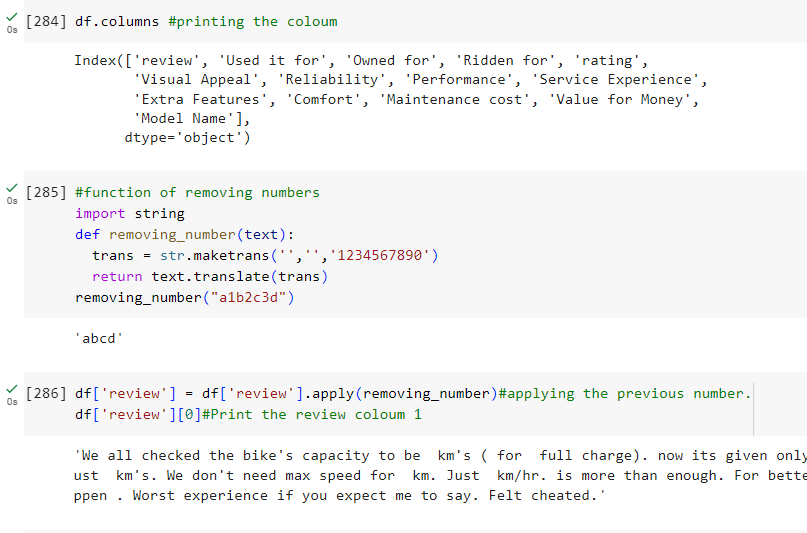 [284] df.columns #printing the coloum
0s
Index(['review', 'Used it for', 'Owned for', 'Ridden for', 'rating',
'Visual Appeal', 'Reliability', 'Performance', 'Service Experience',
'Extra Features', 'Comfort', 'Maintenance cost', 'Value for Money',
'Model Name'],
dtype='object')
[285] #function of removing numbers
0s
import string
def removing_number(text):
trans = str.maketrans('','','1234567890')
return text.translate(trans)
removing_number("a1b2c3d")
'abcd'
[286] df['review'] = df['review'].apply(removing_number)#applying the previous number.
0s
df['review'][0]#Print the review coloum 1
'We all checked the bike's capacity to be  km's ( for  full charge). now its given only
ust  km's. We don't need max speed for  km. Just  km/hr. is more than enough. For bette
ppen . Worst experience if you expect me to say. Felt cheated.'